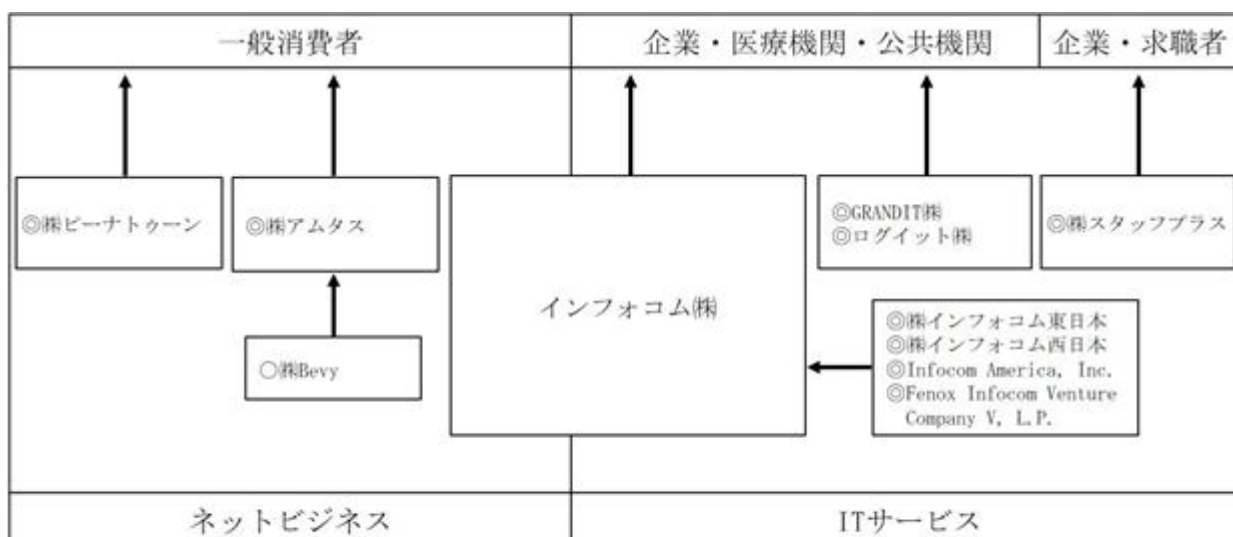 一般消費者
企業・医療機関・公共機関
企業・求職者
◎㈱ピーナトゥーン
◎㈱アムタス
インフォコム㈱
◎GRANDIT㈱
◎ログイット㈱
◎㈱スタッフプラス
○㈱Bevy
◎㈱インフォコム東日本
◎㈱インフォコム西日本
◎Infocom America, Inc.
◎Fenox Infocom Venture
Company V, L.P.
ネットビジネス
ITサービス